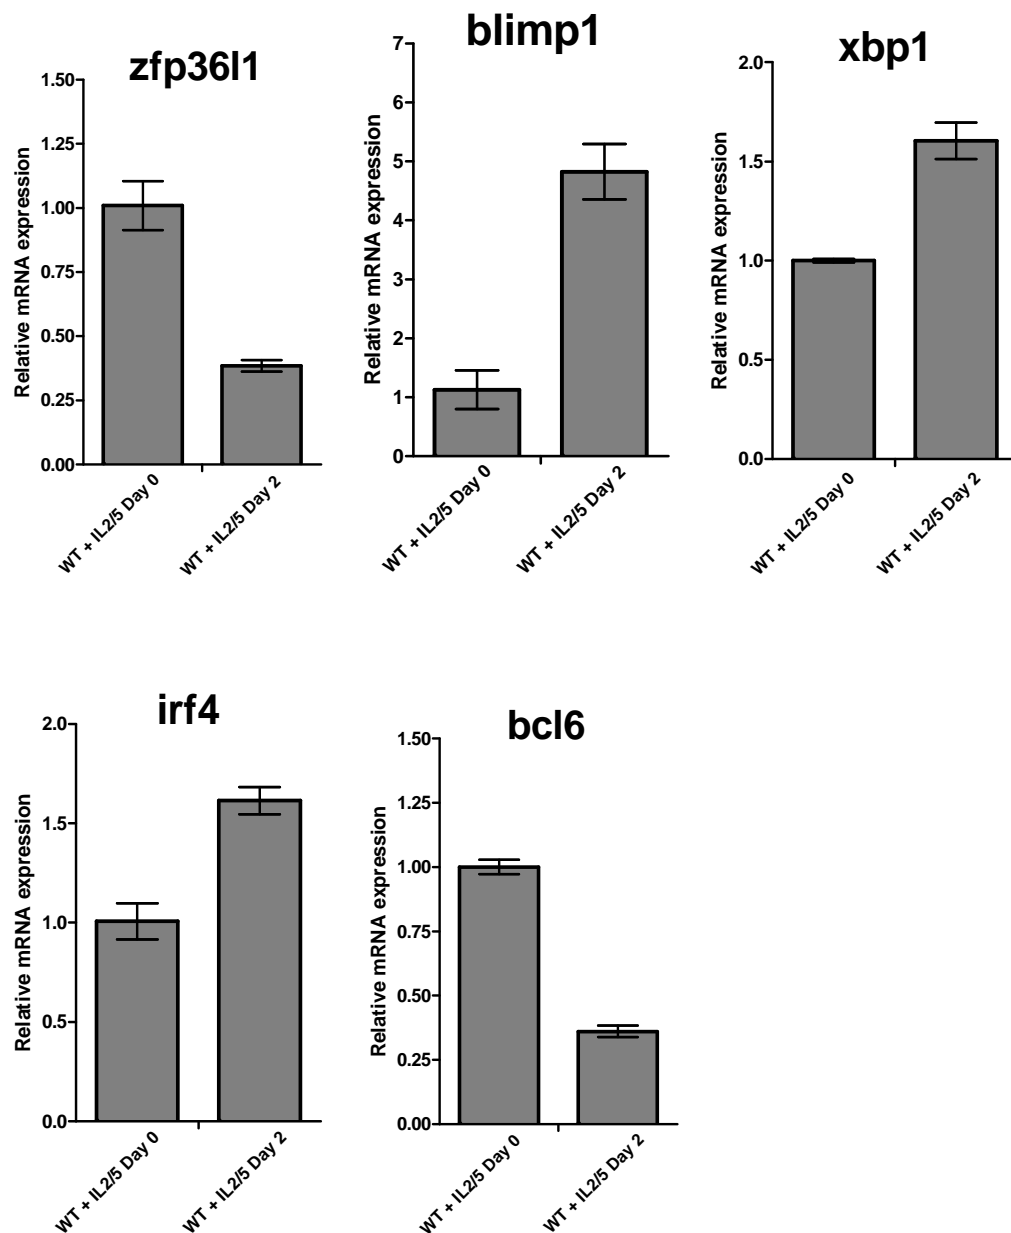 zfp36l1
Relative mRNA expression
1.50
1.25
1.00
0.75
0.50
0.25
0.00
WT + IL2/5 Day 0
WT + IL2/5 Day 2
blimp1
Relative mRNA expression
7
6
5
4
3
2
1
0
WT + IL2/5 Day 0
WT + IL2/5 Day 2
xbp1
Relative mRNA expression
2.0
1.5
1.0
0.5
0.0
WT + IL2/5 Day 0
WT + IL2/5 Day 2
irf4
Relative mRNA expression
2.0
1.5
1.0
0.5
0.0
WT + IL2/5 Day 0
WT + IL2/5 Day 2
bcl6
Relative mRNA expression
1.50
1.25
1.00
0.75
0.50
0.25
0.00
WT + IL2/5 Day 0
WT + IL2/5 Day 2